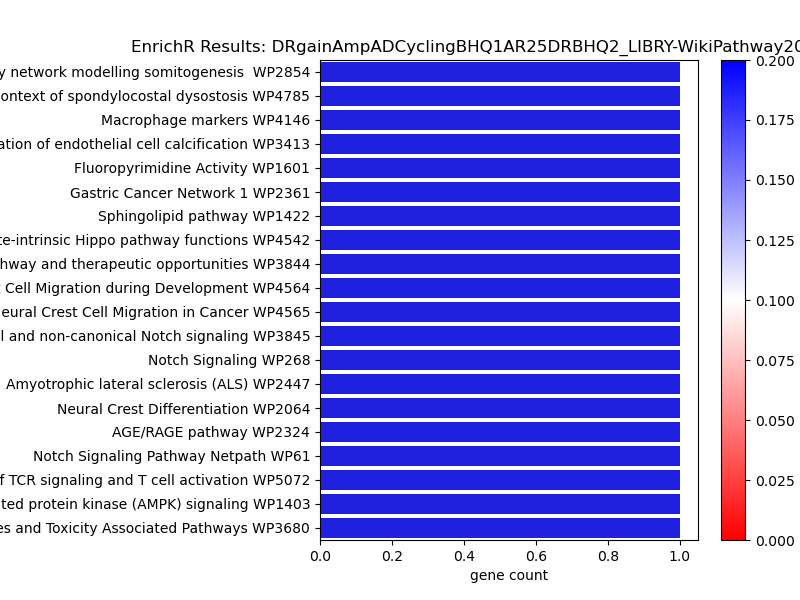 EnrichR Results: DRgainAmpADCyclingBHQ1AR25DRBHQ2_LIBRY-WikiPathway20
y network modelling somitogenesis  WP2854
ontext of spondylocostal dysostosis WP4785
Macrophage markers WP4146
ation of endothelial cell calcification WP3413
Fluoropyrimidine Activity WP1601
Gastric Cancer Network 1 WP2361
Sphingolipid pathway WP1422
te-intrinsic Hippo pathway functions WP4542
hway and therapeutic opportunities WP3844
t Cell Migration during Development WP4564
eural Crest Cell Migration in Cancer WP4565
l and non-canonical Notch signaling WP3845
Notch Signaling WP268
Amyotrophic lateral sclerosis (ALS) WP2447
Neural Crest Differentiation WP2064
AGE/RAGE pathway WP2324
Notch Signaling Pathway Netpath WP61
f TCR signaling and T cell activation WP5072
ted protein kinase (AMPK) signaling WP1403
es and Toxicity Associated Pathways WP3680
0.0 0.2 0.4 0.6 0.8 1.0
gene count
0.200
0.175
0.150
0.125
0.100
0.075
0.050
0.025
0.000